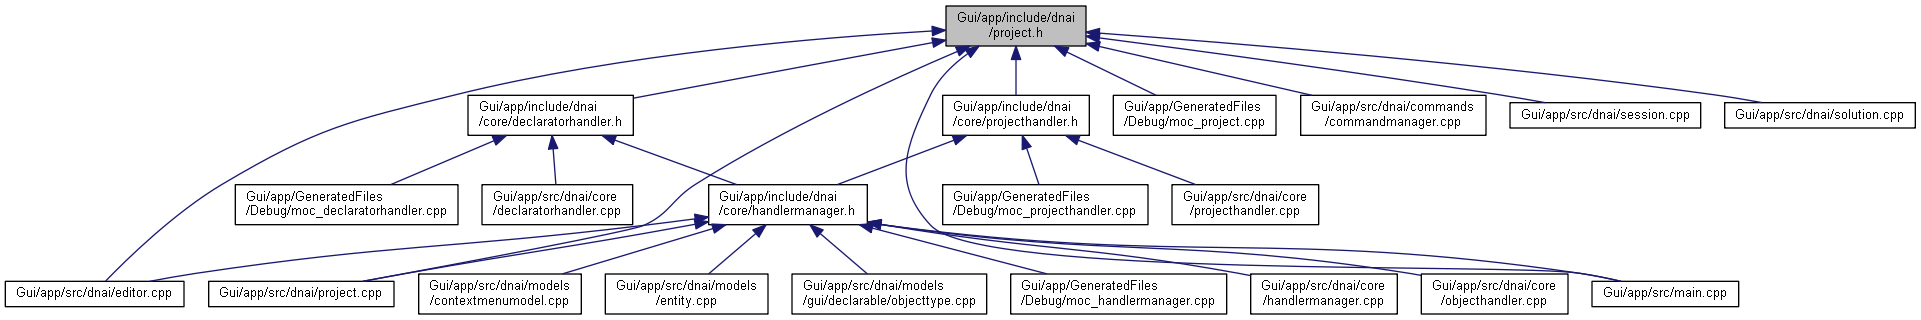 Gui/app/include/dnai
/project.h
Gui/app/include/dnai
/core/declaratorhandler.h
Gui/app/include/dnai
/core/projecthandler.h
Gui/app/GeneratedFiles
/Debug/moc_project.cpp
Gui/app/src/dnai/commands
/commandmanager.cpp
Gui/app/src/dnai/session.cpp
Gui/app/src/dnai/solution.cpp
Gui/app/GeneratedFiles
/Debug/moc_declaratorhandler.cpp
Gui/app/src/dnai/core
/declaratorhandler.cpp
Gui/app/include/dnai
/core/handlermanager.h
Gui/app/GeneratedFiles
/Debug/moc_projecthandler.cpp
Gui/app/src/dnai/core
/projecthandler.cpp
Gui/app/src/dnai/editor.cpp
Gui/app/src/dnai/project.cpp
Gui/app/src/dnai/models
/contextmenumodel.cpp
Gui/app/src/dnai/models
/entity.cpp
Gui/app/src/dnai/models
/gui/declarable/objecttype.cpp
Gui/app/GeneratedFiles
/Debug/moc_handlermanager.cpp
Gui/app/src/dnai/core
/handlermanager.cpp
Gui/app/src/dnai/core
/objecthandler.cpp
Gui/app/src/main.cpp